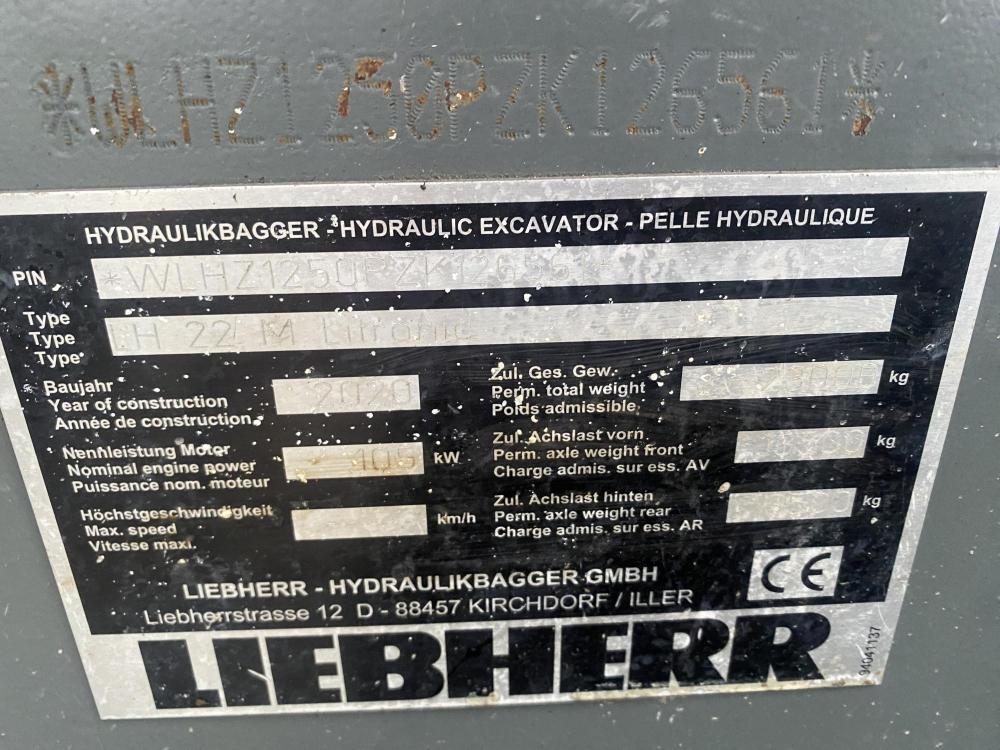 *WLHZ1250PZK126561*
HYDRAULIKBAGGER - HYDRAULIC EXCAVATOR - PELLE HYDRAULIQUE
PIN *WLHZ1250PZK126561*
Type
Type LH 22 M Litronic
Type
Baujahr
Year of construction 2020
Année de construction
Nennleistung Motor
Nominal engine power 105 kW
Puissance nom. moteur
Höchstgeschwindigkeit
Max. speed km/h
Vitesse maxi.
Zul. Ges. Gew.
Perm. total weight kg
Poids admissible
Zul. Achslast vorn
Perm. axle weight front kg
Charge admis. sur ess. AV
Zul. Achslast hinten
Perm. axle weight rear kg
Charge admis. sur ess. AR
LIEBHERR - HYDRAULIKBAGGER GMBH
Liebherrstrasse 12 D - 88457 KIRCHDORF / ILLER
CE
LIEBHERR
94041137